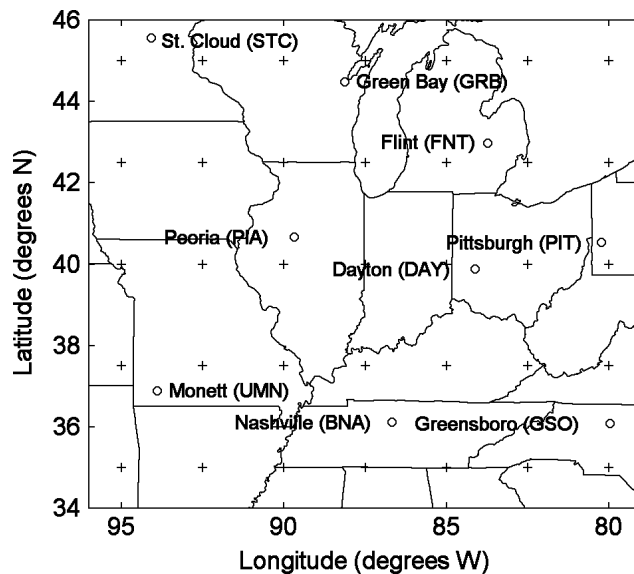 46
St. Cloud (STC)
Green Bay (GRB)
44
Flint (FNT)
42
Peoria (PIA)
Pittsburgh (PIT)
Dayton (DAY)
40
38
Monett (UMN)
Nashville (BNA)
Greensboro (GSO)
36
34
Latitude (degrees N)
95
90
85
80
Longitude (degrees W)